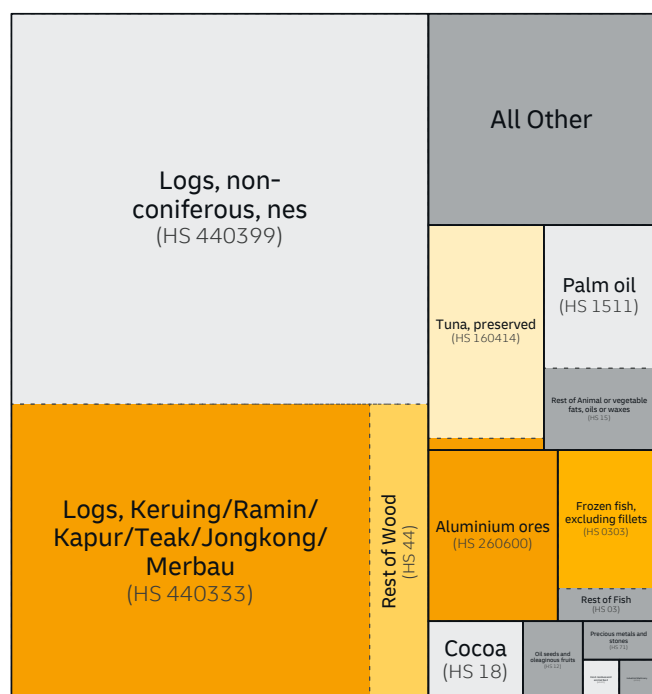 Logs, non-
coniferous, nes
(HS 440399)
All Other
Tuna, preserved
(HS 160414)
Palm oil
(HS 1511)
Rest of Animal or vegetable
fats, oils or waxes
(HS 15)
Logs, Keruing/Ramin/
Kapur/Teak/Jongkong/
Merbau
(HS 440333)
Rest of Wood
(HS 44)
Aluminium ores
(HS 260600)
Frozen fish,
excluding fillets
(HS 0303)
Rest of Fish
(HS 03)
Cocoa
(HS 18)
Oil seeds and
oleaginous fruits
(HS 12)
Precious metals and
stones
(HS 71)